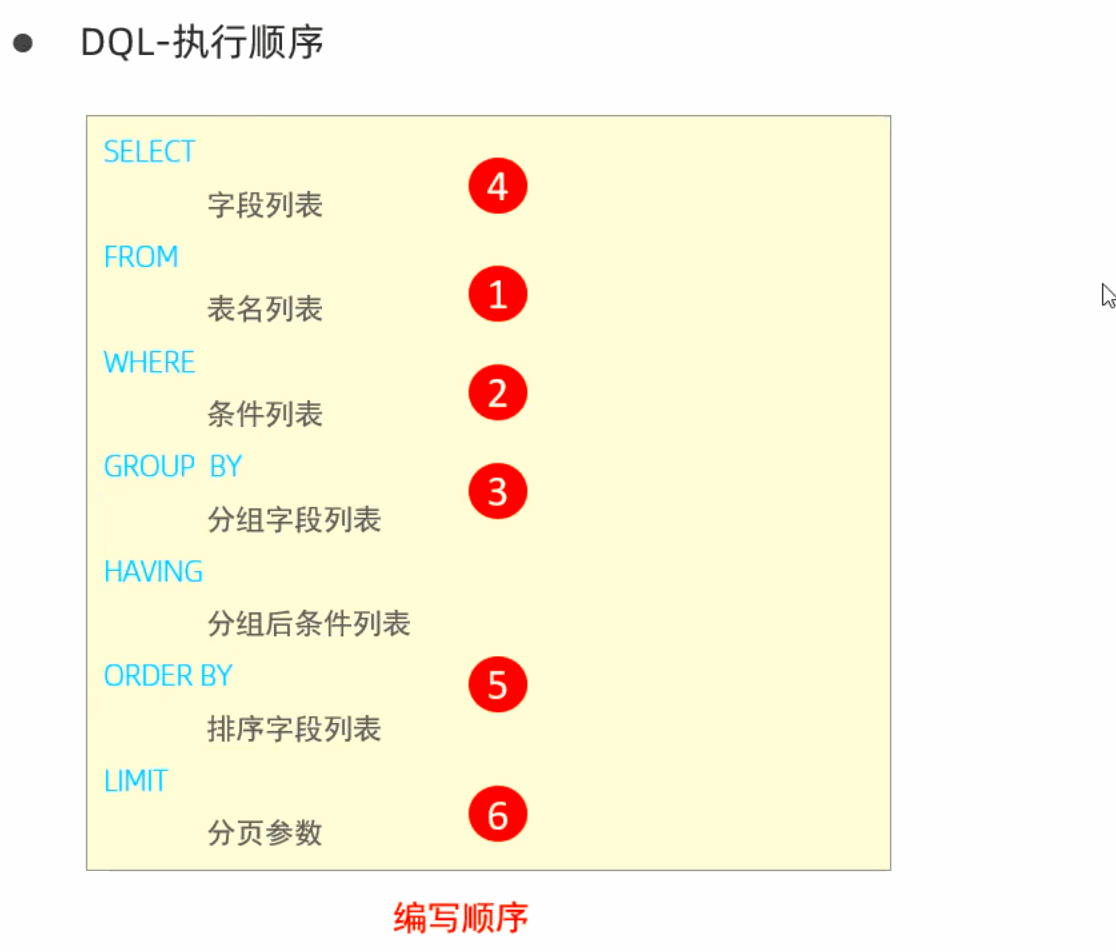 DQL-执行顺序
SELECT
字段列表
4
FROM
表名列表
1
WHERE
条件列表
2
GROUP BY
分组字段列表
3
HAVING
分组后条件列表
ORDER BY
排序字段列表
5
LIMIT
分页参数
6
编写顺序